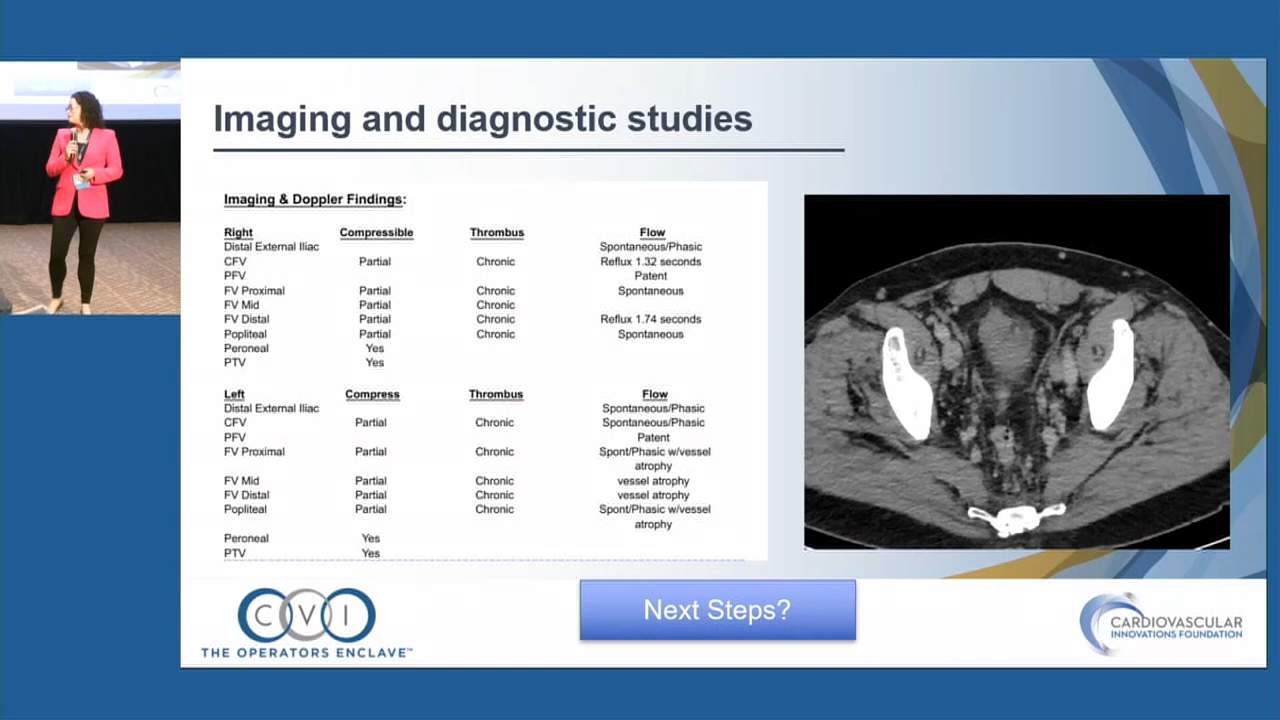 Imaging and diagnostic studies
Imaging & Doppler Findings:
Right Compressible Thrombus Flow
Distal External Iliac Spontaneous/Phasic
CFV Partial Chronic Reflux 1.32 seconds
PFV Patent
FV Proximal Partial Chronic Spontaneous
FV Mid Partial Chronic
FV Distal Partial Chronic Reflux 1.74 seconds
Popliteal Partial Chronic Spontaneous
Peroneal Yes
PTV Yes
Left Compress Thrombus Flow
Distal External Iliac Spontaneous/Phasic
CFV Partial Chronic Spontaneous/Phasic
PFV Patent
FV Proximal Partial Chronic Spont/Phasic w/vessel
atrophy
FV Mid Partial Chronic vessel atrophy
FV Distal Partial Chronic vessel atrophy
Popliteal Partial Chronic Spont/Phasic w/vessel
atrophy
Peroneal Yes
PTV Yes
Next Steps?
CVI
THE OPERATORS ENCLAVE™
CARDIOVASCULAR
INNOVATIONS FOUNDATION